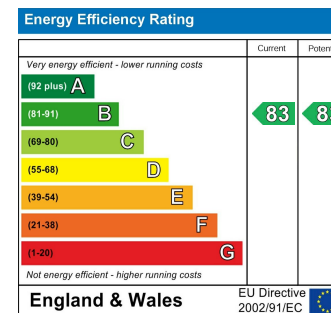 Energy Efficiency Rating
Current
Very energy efficient - lower running costs
(92 plus) A
(81-91) B 83
(69-80) C
(55-68) D
(39-54) E
(21-38) F
(1-20) G
Not energy efficient - higher running costs
England & Wales
EU Directive
2002/91/EC